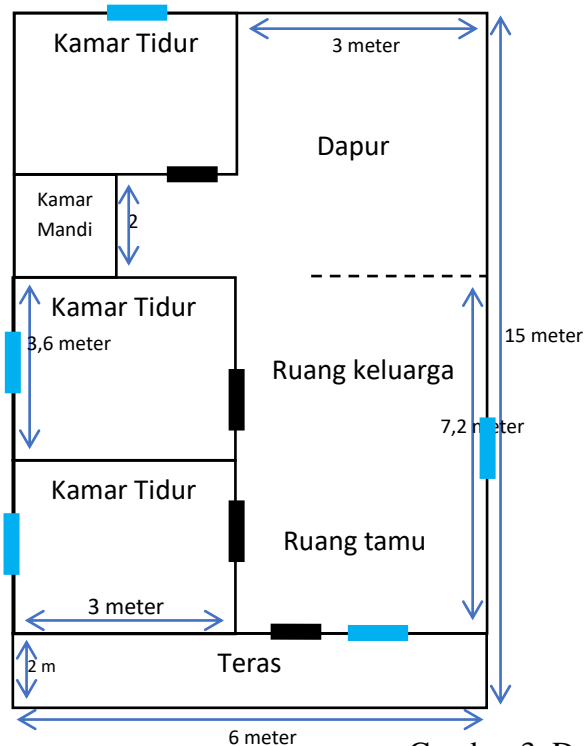 Kamar Tidur
3 meter
Dapur
Kamar
Mandi
2
Kamar Tidur
3,6 meter
15 meter
Ruang keluarga
7,2 meter
Kamar Tidur
Ruang tamu
3 meter
Teras
2 m
6 meter